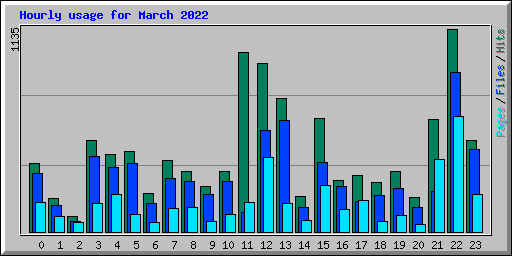 Hourly usage for March 2022
1135
Pages/Files/Hits
0 1 2 3 4 5 6 7 8 9 10 11 12 13 14 15 16 17 18 19 20 21 22 23